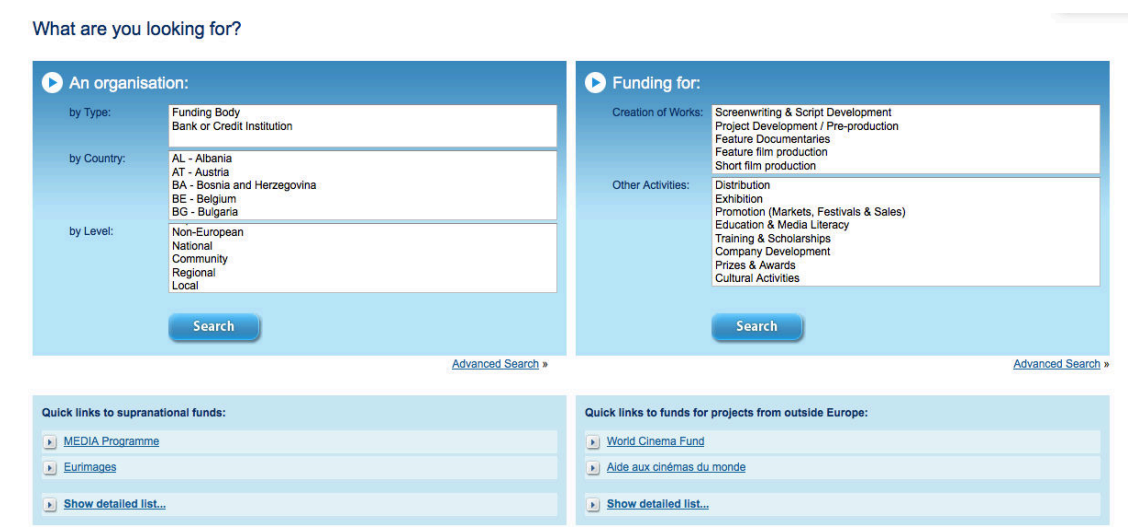 What are you looking for?
An organisation:
by Type:
Funding Body
Bank or Credit Institution
by Country:
AL - Albania
AT - Austria
BA - Bosnia and Herzegovina
BE - Belgium
BG - Bulgaria
by Level:
Non-European
National
Community
Regional
Local
Search
Advanced Search »
Funding for:
Creation of Works:
Screenwriting & Script Development
Project Development / Pre-production
Feature Documentaries
Feature film production
Short film production
Other Activities:
Distribution
Exhibition
Promotion (Markets, Festivals & Sales)
Education & Media Literacy
Training & Scholarships
Company Development
Prizes & Awards
Cultural Activities
Search
Advanced Search »
Quick links to supranational funds:
MEDIA Programme
Eurimages
Show detailed list...
Quick links to funds for projects from outside Europe:
World Cinema Fund
Aide aux cinémas du monde
Show detailed list...